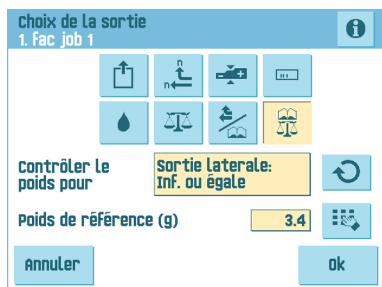 Choix de la sortie
1. Fac job 1
n
n
Contrôler le
poids pour
Sortie laterale:
Inf. ou égale
Poids de référence (g)
3.4
Annuler
Ok